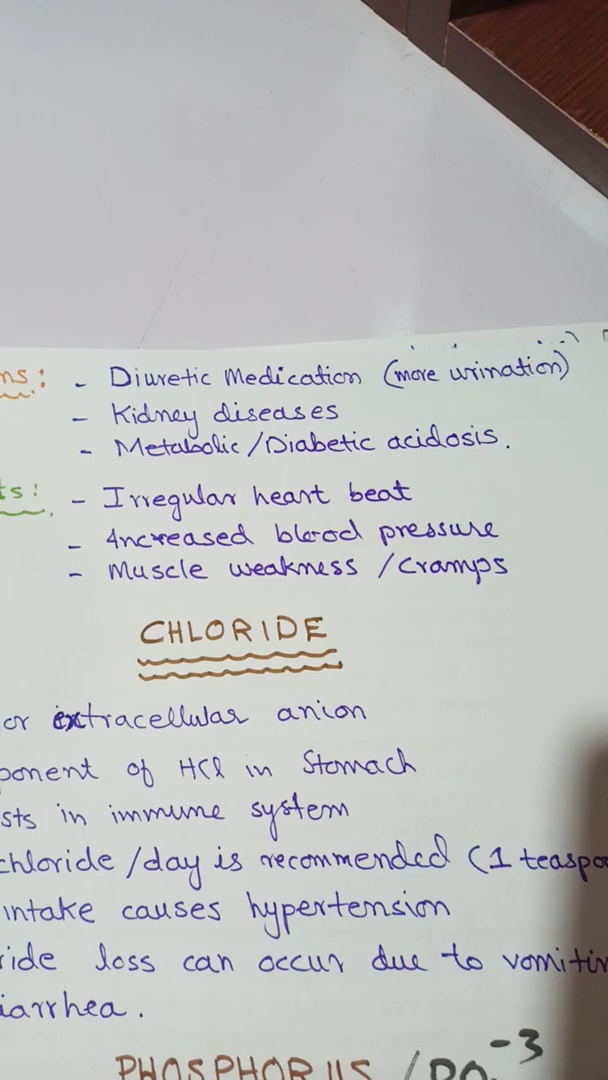 ns: - Diuretic Medication (more urination)
- Kidney diseases
- Metabolic/Diabetic acidosis.
ts: - Irregular heart beat
- Increased blood pressure
- Muscle weakness /Cramps
CHLORIDE
or extracellular anion
ponent of HCl in Stomach
sts in immune system
chloride/day is recommended (1 teaspo
intake causes hypertension
ride loss can occur due to vomitin
iarrhea.
PHOSPHORUS / PO -3